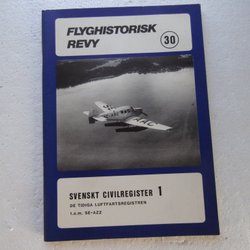 FLYGHISTORISK
REVY
30
SVENSKT CIVILREGISTER 1
DE TIDIGA LUFTFARTSREGISTREN
t.o.m. SE-AZZ